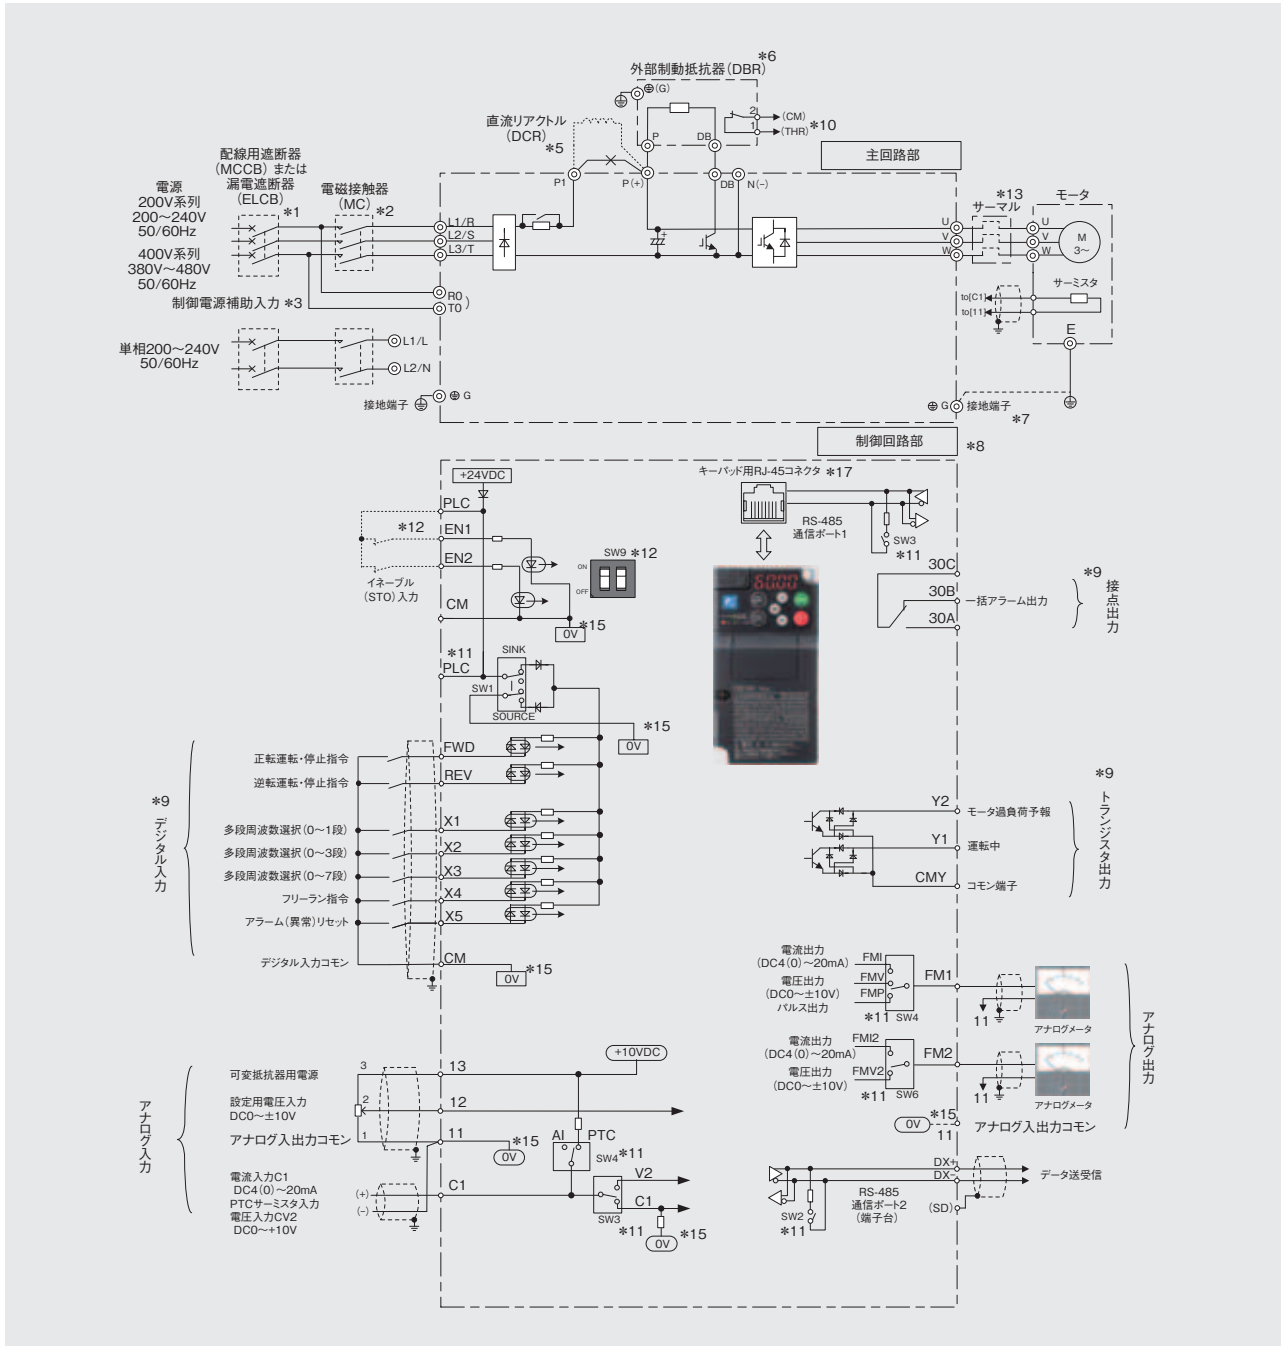 外部制動抵抗器(DBR) *6
⊕(G)
直流リアクトル
(DCR)
*5
P
DB
2
1
(CM)
(THR) *10
主回路部
P1
P(+)
DB
N(-)
配線用遮断器
(MCCB) または
漏電遮断器
(ELCB)
*1
電磁接触器
(MC)
*2
電源
200V系列
200~240V
50/60Hz
400V系列
380V~480V
50/60Hz
L1/R
L2/S
L3/T
制御電源補助入力 *3
R0
T0 )
単相200~240V
50/60Hz
L1/L
L2/N
接地端子
G
U
V
W
*13
サーマル
モータ
U
V
W
M
3~
サーミスタ
to[C1]
to[11]
E
G
接地端子
*7
制御回路部
*8
+24VDC
PLC
*12
EN1
EN2
イネーブル
(STO)入力
CM
SW9 *12
ON
OFF
*15
0V
*11
PLC
SINK
SW1
SOURCE
*15
0V
キーパッド用RJ-45コネクタ *17
RS-485
通信ポート1
SW3
*11
30C
30B
30A
一括アラーム出力
*9
接点出力
6000
*9
デジタル入力
正転運転・停止指令
FWD
逆転運転・停止指令
REV
多段周波数選択(0~1段)
X1
多段周波数選択(0~3段)
X2
多段周波数選択(0~7段)
X3
フリーラン指令
X4
アラーム(異常)リセット
X5
デジタル入力コモン
CM
*15
0V
Y2
モータ過負荷予報
Y1
運転中
CMY
コモン端子
*9
トランジスタ出力
電流出力
(DC4(0)~20mA)
FMI
電圧出力
(DC0~±10V)
FMV
パルス出力
FMP
*11 SW4
FM1
11
アナログメータ
電流出力
(DC4(0)~20mA)
FMI2
電圧出力
(DC0~±10V)
FMV2
*11 SW6
FM2
11
アナログメータ
0V
*15
11
アナログ入出力コモン
アナログ出力
アナログ入力
可変抵抗器用電源
3
13
+10VDC
設定用電圧入力
DC0~±10V
2
12
アナログ入出力コモン
1
11
*15
0V
AI
PTC
SW4 *11
電流入力C1
DC4(0)~20mA
PTCサーミスタ入力
電圧入力CV2
DC0~+10V
(+)
(-)
C1
V2
C1
SW3
*11
0V
*15
SW2
*11
RS-485
通信ポート2
(端子台)
DX+
DX-
(SD)
データ送受信